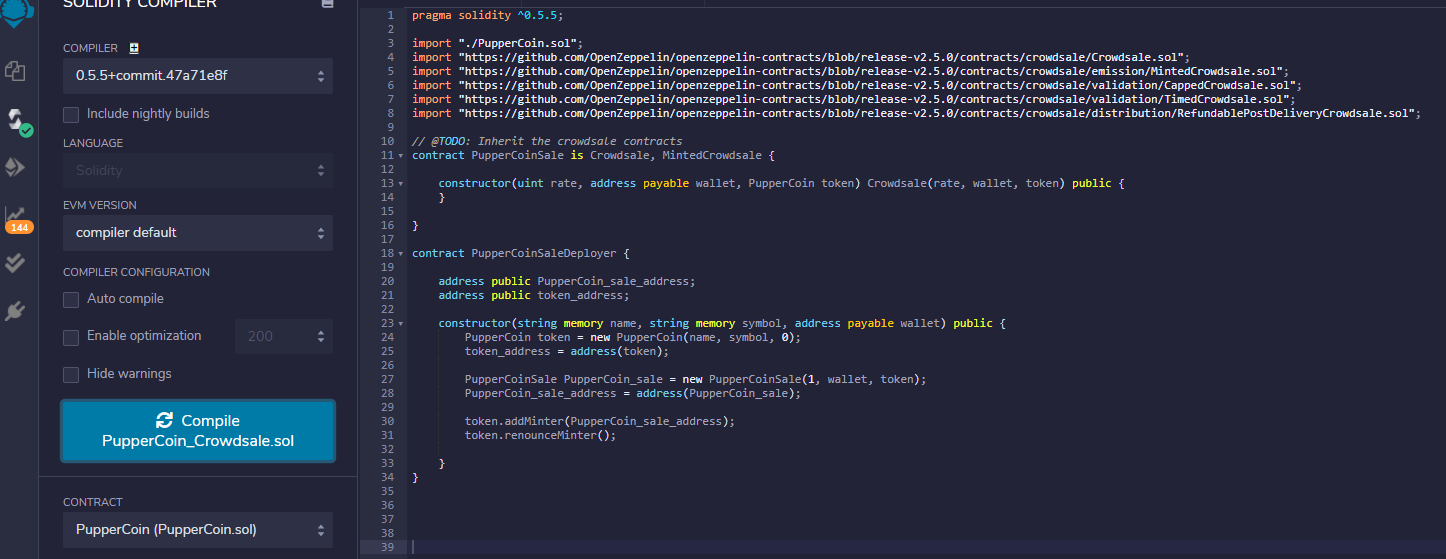 SOLIDITY COMPILER
COMPILER
0.5.5+commit.47a71e8f
Include nightly builds
LANGUAGE
Solidity
EVM VERSION
compiler default
COMPILER CONFIGURATION
Auto compile
Enable optimization
200
Hide warnings
Compile
PupperCoin_Crowdsale.sol
CONTRACT
PupperCoin (PupperCoin.sol)
144
1 pragma solidity ^0.5.5;
2
3 import "./PupperCoin.sol";
4 import "https://github.com/OpenZeppelin/openzeppelin-contracts/blob/release-v2.5.0/contracts/crowdsale/Crowdsale.sol";
5 import "https://github.com/OpenZeppelin/openzeppelin-contracts/blob/release-v2.5.0/contracts/crowdsale/emission/MintedCrowdsale.sol";
6 import "https://github.com/OpenZeppelin/openzeppelin-contracts/blob/release-v2.5.0/contracts/crowdsale/validation/CappedCrowdsale.sol";
7 import "https://github.com/OpenZeppelin/openzeppelin-contracts/blob/release-v2.5.0/contracts/crowdsale/validation/TimedCrowdsale.sol";
8 import "https://github.com/OpenZeppelin/openzeppelin-contracts/blob/release-v2.5.0/contracts/crowdsale/distribution/RefundablePostDeliveryCrowdsale.sol";
9
10 // @TODO: Inherit the crowdsale contracts
11 contract PupperCoinSale is Crowdsale, MintedCrowdsale {
12
13 constructor(uint rate, address payable wallet, PupperCoin token) Crowdsale(rate, wallet, token) public {
14 }
15
16 }
17
18 contract PupperCoinSaleDeployer {
19
20 address public PupperCoin_sale_address;
21 address public token_address;
22
23 constructor(string memory name, string memory symbol, address payable wallet) public {
24 PupperCoin token = new PupperCoin(name, symbol, 0);
25 token_address = address(token);
26
27 PupperCoinSale PupperCoin_sale = new PupperCoinSale(1, wallet, token);
28 PupperCoin_sale_address = address(PupperCoin_sale);
29
30 token.addMinter(PupperCoin_sale_address);
31 token.renounceMinter();
32
33 }
34 }
35
36
37
38
39